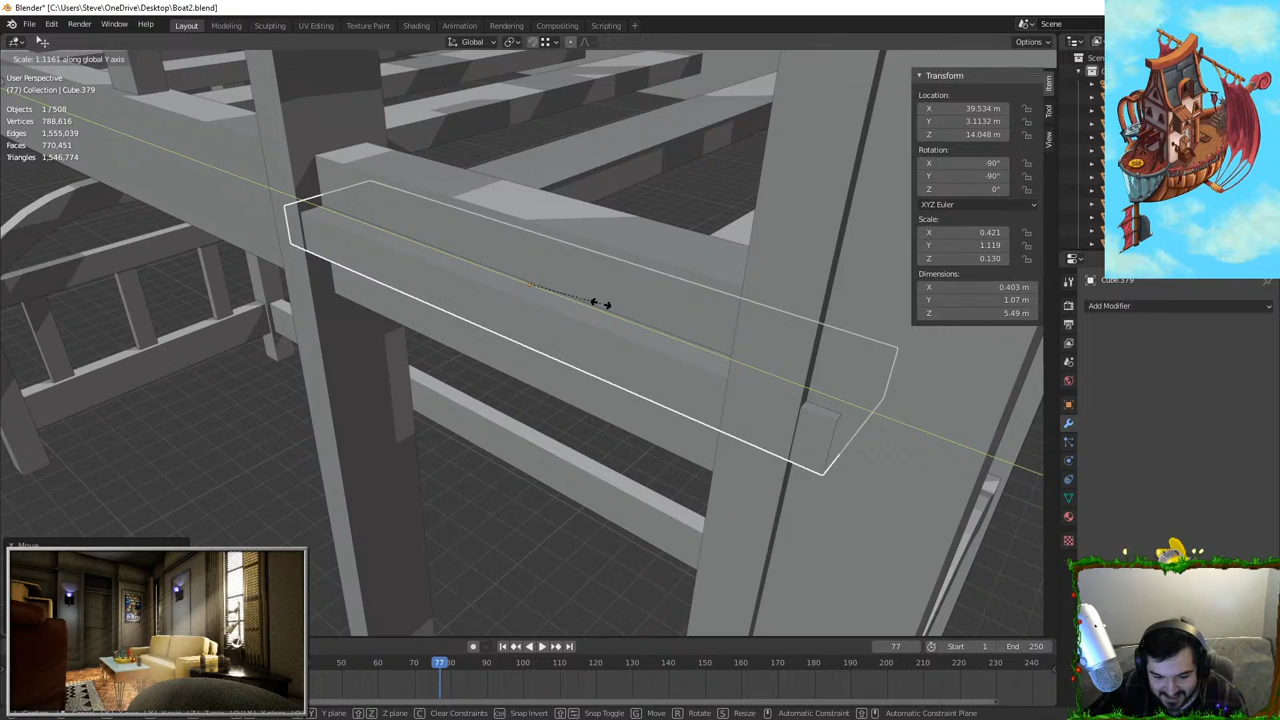 Blender* [C:\Users\Steve\OneDrive\Desktop\Boat2.blend]
File Edit Render Window Help Layout Modeling Sculpting UV Editing Texture Paint Shading Animation Rendering Compositing Scripting + Scene
Global Options
Scale: 1.1161 along global Y axis
User Perspective
(77) Collection | Cube.379
Objects 1 / 508
Vertices 788,616
Edges 1,555,039
Faces 770,451
Triangles 1,546,774
Transform
Location:
X 39.534 m
Y 3.1132 m
Z 14.048 m
Rotation:
X -90°
Y -90°
Z 0°
XYZ Euler
Scale:
X 0.421
Y 1.119
Z 0.130
Dimensions:
X 0.403 m
Y 1.07 m
Z 5.49 m
Item
Tool
View
Cube.379
Add Modifier
Move
77 Start 1 End 250
50 60 70 77 80 90 100 110 120 130 140 150 160 170 180 190 200 210 220 230 240
Y plane Z Z plane C Clear Constraints Snap Invert Snap Toggle G Move R Rotate S Resize Automatic Constraint Automatic Constraint Plane